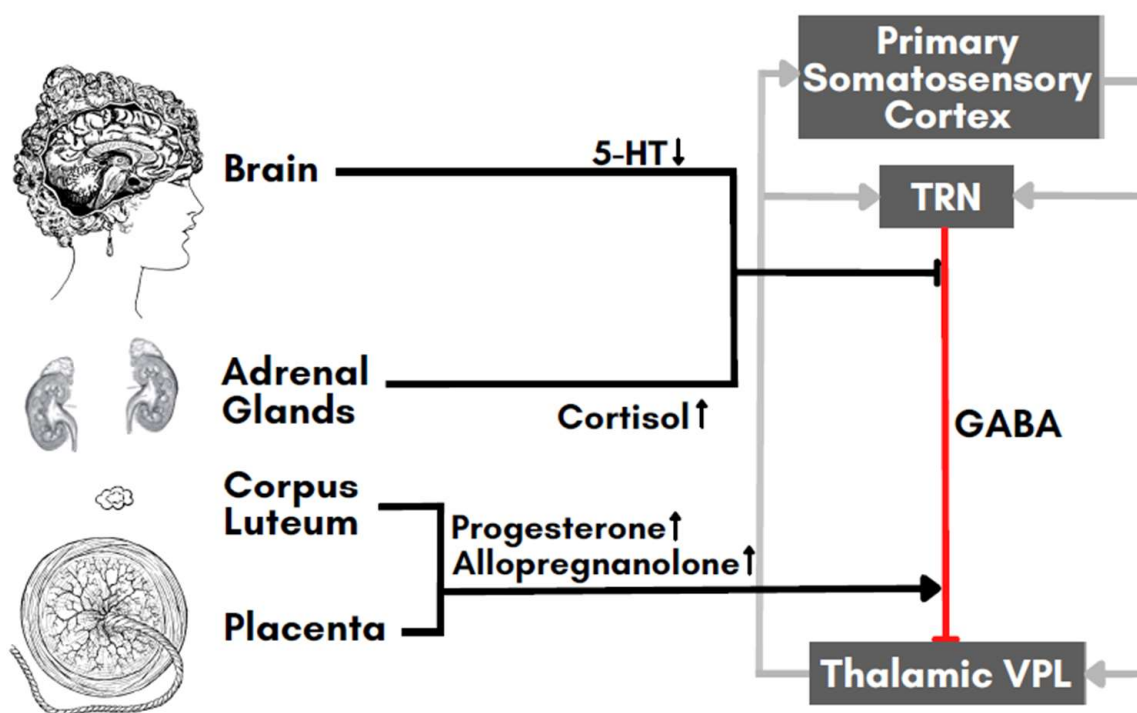 Primary
Somatosensory
Cortex
5-HT↓
Brain
TRN
Adrenal
Glands
Cortisol↑
GABA
Corpus
Luteum
Progesterone↑
Allopregnanolone↑
Placenta
Thalamic VPL